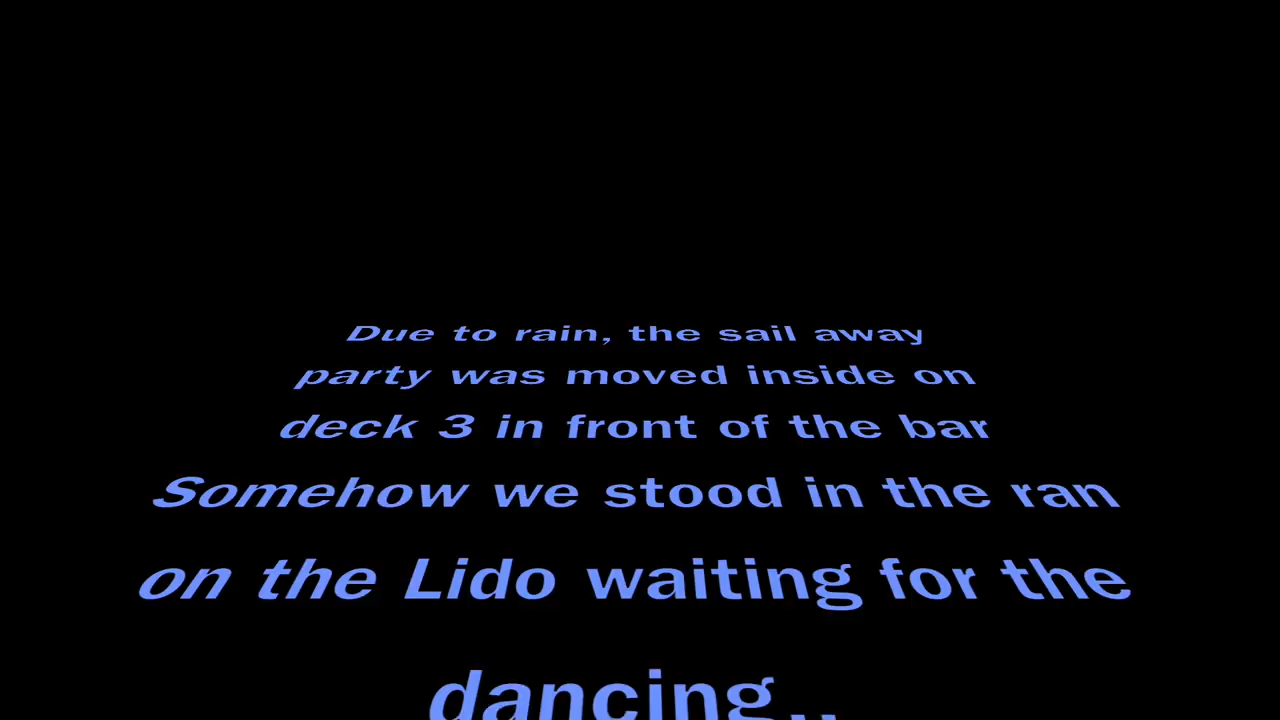 Due to rain, the sail away
party was moved inside on
deck 3 in front of the bar
Somehow we stood in the ran
on the Lido waiting for the
dancing..